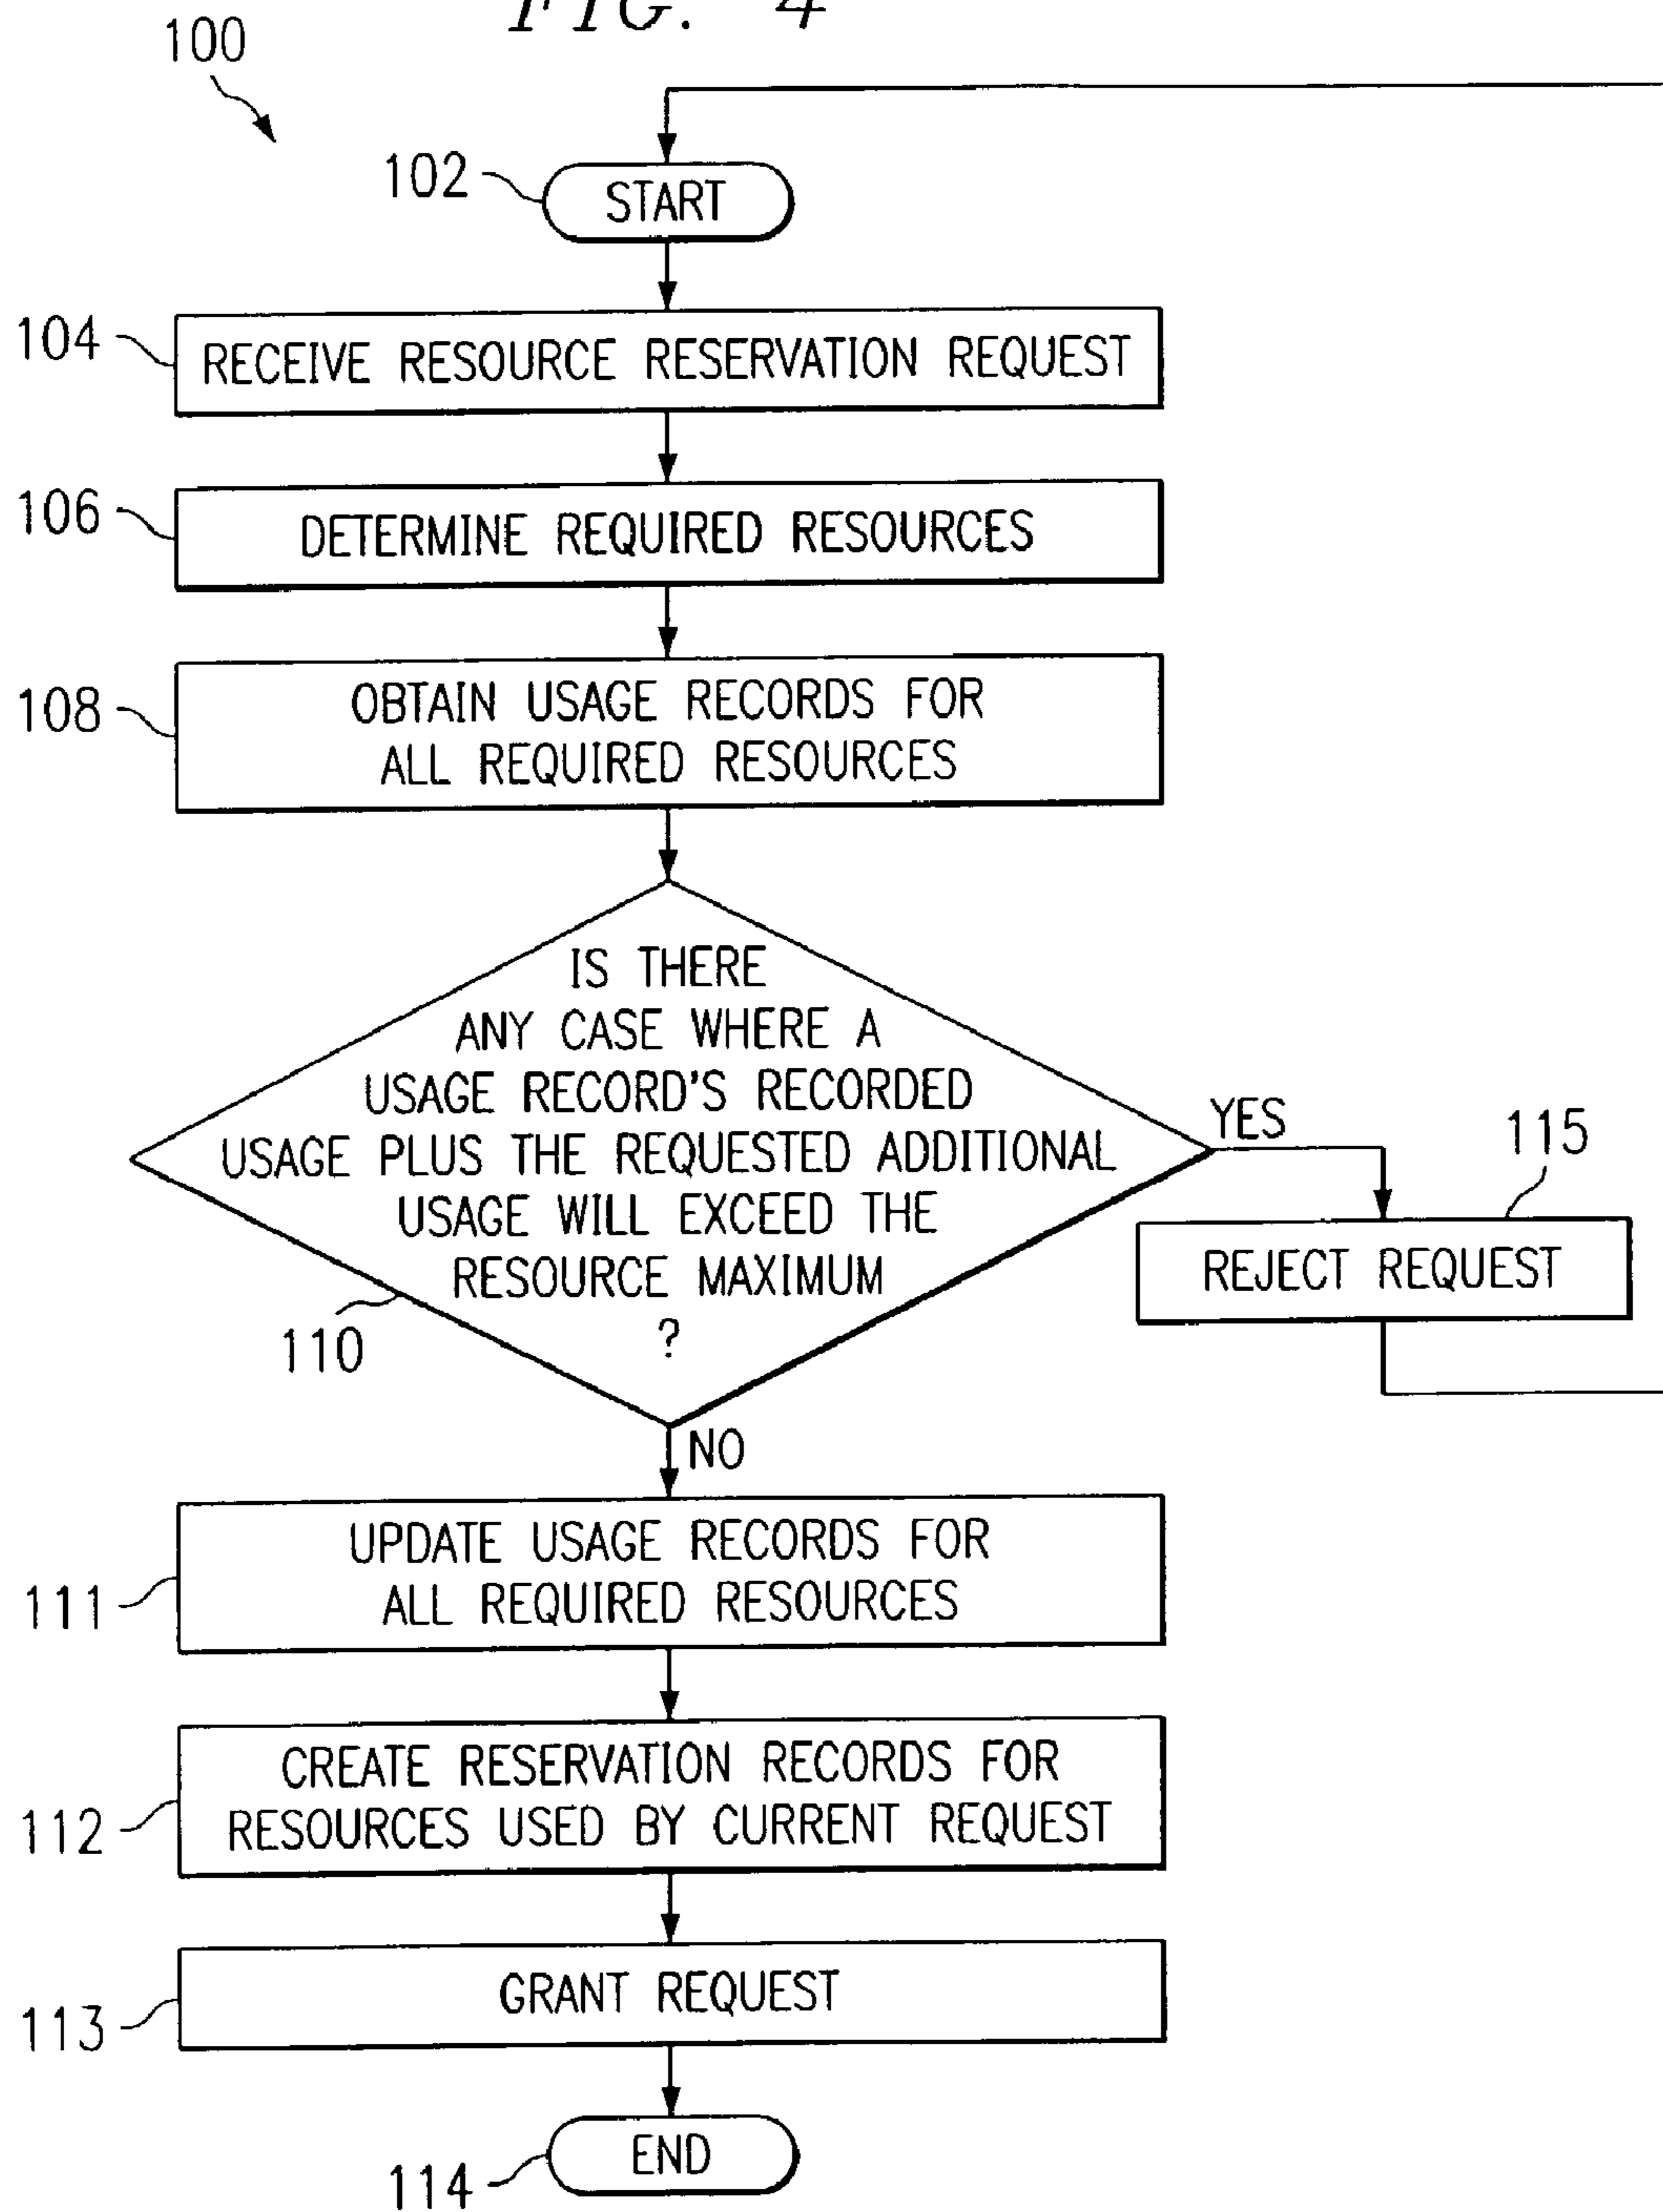 FIG. 4
100
102
START
104
RECEIVE RESOURCE RESERVATION REQUEST
106
DETERMINE REQUIRED RESOURCES
108
OBTAIN USAGE RECORDS FOR
ALL REQUIRED RESOURCES
IS THERE
ANY CASE WHERE A
USAGE RECORD'S RECORDED
USAGE PLUS THE REQUESTED ADDITIONAL
USAGE WILL EXCEED THE
RESOURCE MAXIMUM
?
110
YES
115
REJECT REQUEST
NO
UPDATE USAGE RECORDS FOR
ALL REQUIRED RESOURCES
111
CREATE RESERVATION RECORDS FOR
RESOURCES USED BY CURRENT REQUEST
112
GRANT REQUEST
113
END
114